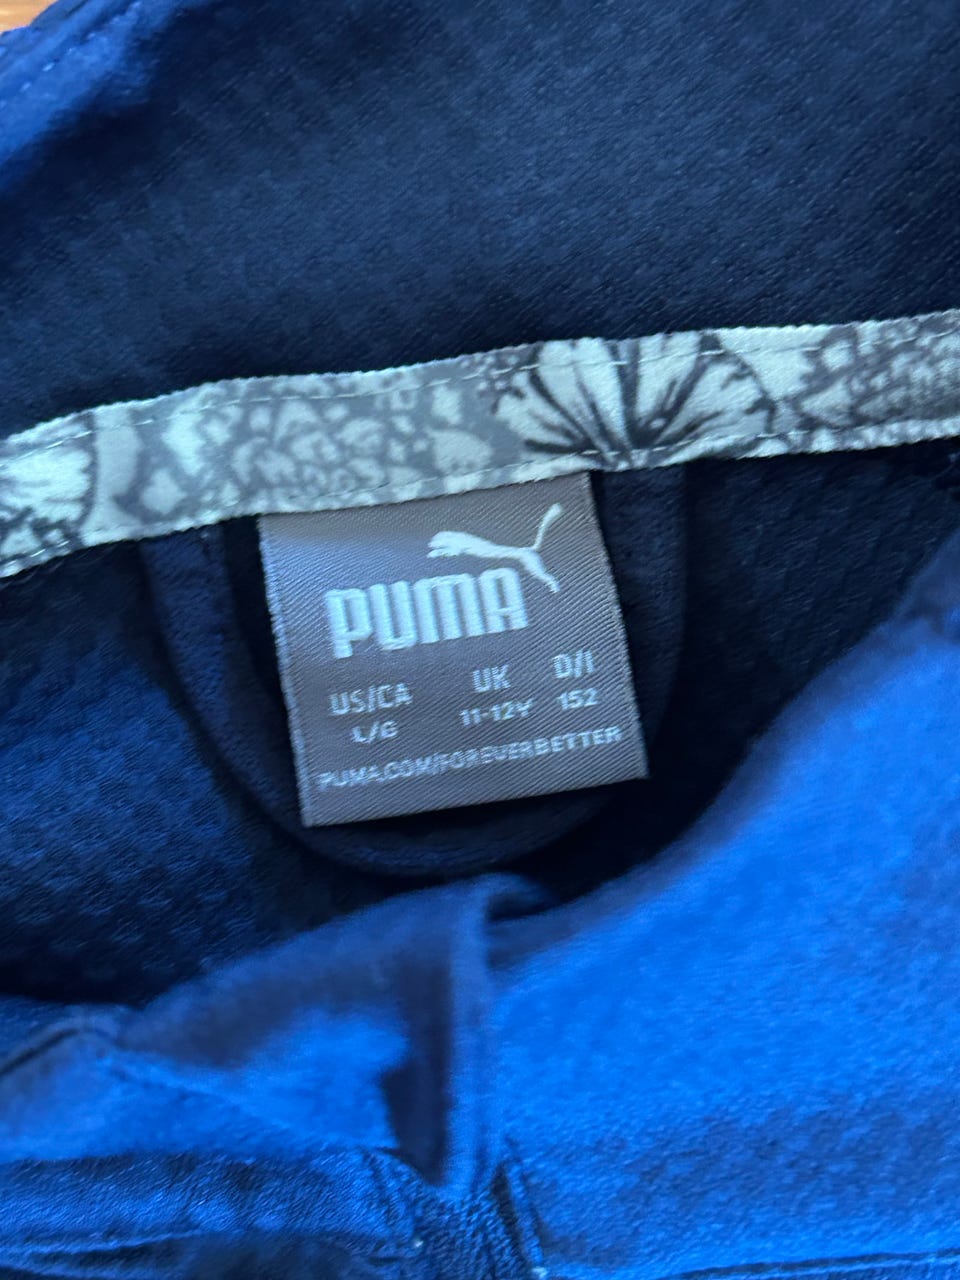 PUMA
US/CA UK D/I
L/G 11-12Y 152
PUMA.COM/FOREVERBETTER